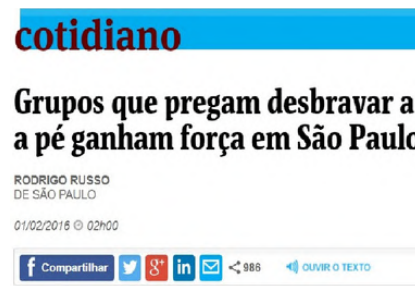 cotidiano
Grupos que pregam desbravar a
a pé ganham força em São Paulo
RODRIGO RUSSO
DE SÃO PAULO
01/02/2016 02h00
f Compartilhar g+ in 986 OUVIR O TEXTO